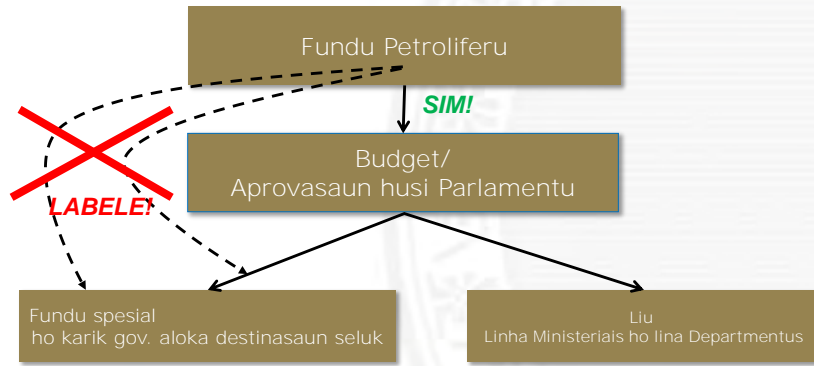 Fundu Petroliferu
SIM!
Budget/
Aprovasaun husi Parlamentu
LABELE!
Fundu spesial
ho karik gov. aloka destinasaun seluk
Liu
Linha Ministeriais ho lina Departmentus